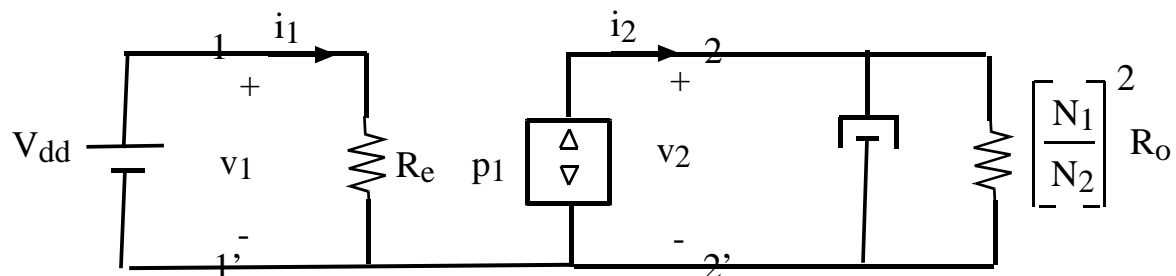 1
i1
i2
2
+
+
Vdd
v1
Re
p1
v2
[N1/N2]2 Ro
-
-
1'
2'